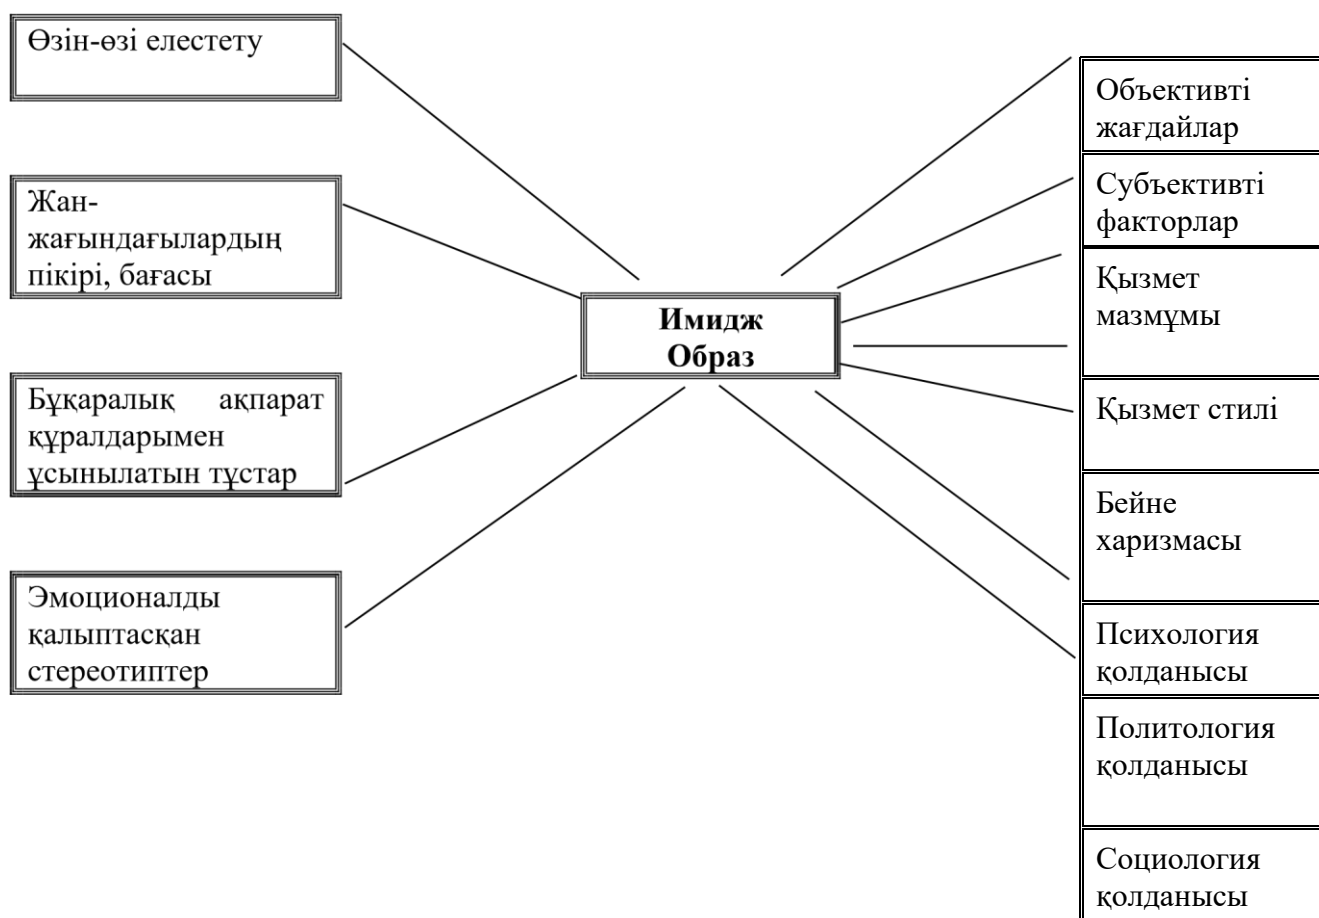 Өзін-өзі елестету
Жан-
жағындағылардың
пікірі, бағасы
Бұқаралық ақпарат
құралдарымен
ұсынылатын тұстар
Эмоционалды
қалыптасқан
стереотиптер
Имидж
Образ
Объективті
жағдайлар
Субъективті
факторлар
Қызмет
мазмұмы
Қызмет стилі
Бейне
харизмасы
Психология
қолданысы
Политология
қолданысы
Социология
қолданысы